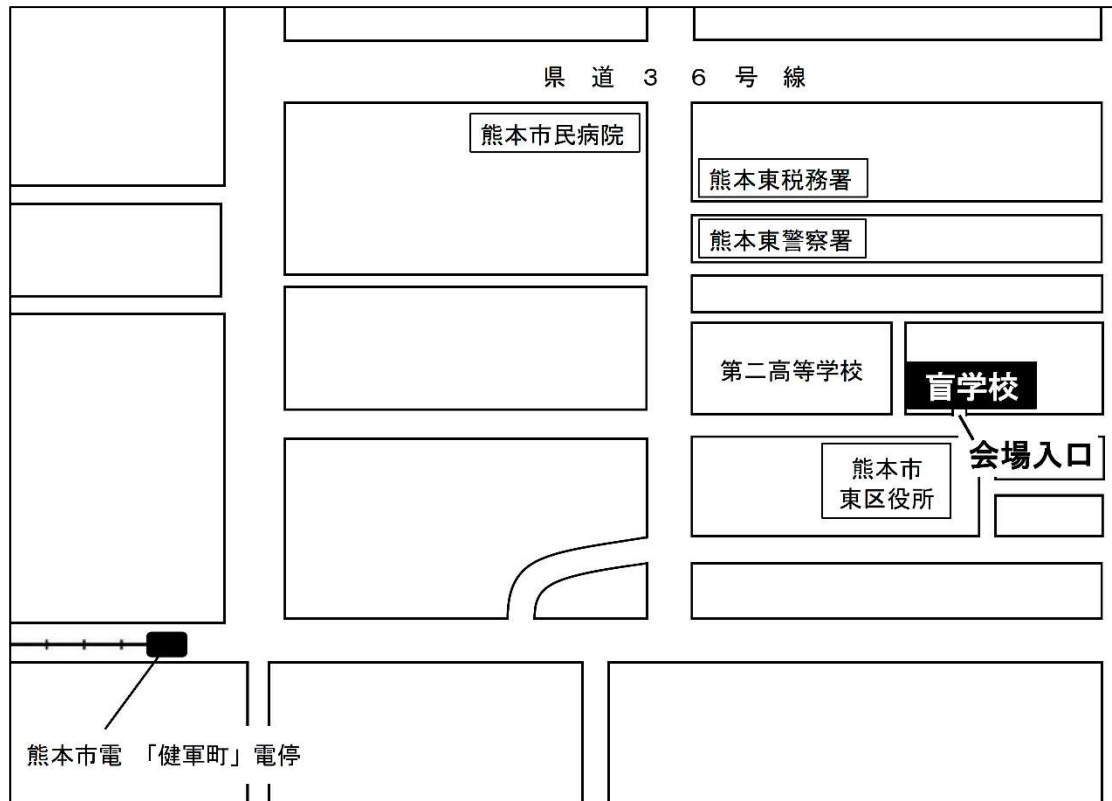 県道３６号線
熊本市民病院
熊本東税務署
熊本東警察署
第二高等学校
盲学校
会場入口
熊本市
東区役所
熊本市電　「健軍町」電停